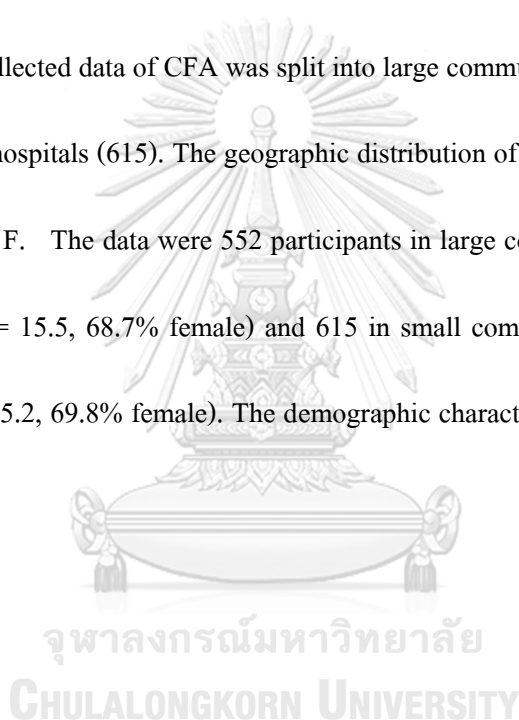 llected data of CFA was split into large commu
hospitals (615). The geographic distribution of
F. The data were 552 participants in large co
= 15.5, 68.7% female) and 615 in small com
5.2, 69.8% female). The demographic charact
จุฬาลงกรณ์มหาวิทยาลัย
CHULALONGKORN UNIVERSITY